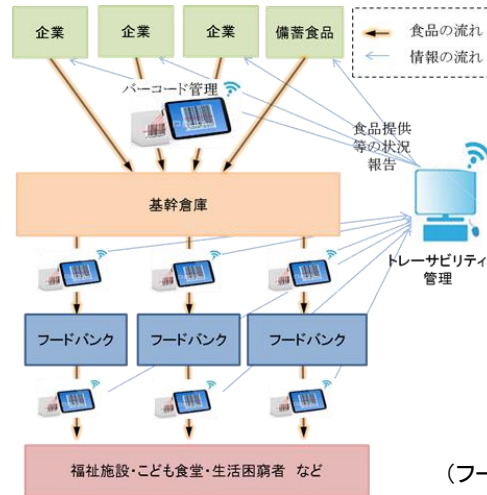 企業
企業
企業
備蓄食品
食品の流れ
情報の流れ
バーコード管理
食品提供
等の状況
報告
基幹倉庫
トレーサビリティ
管理
フードバンク
フードバンク
フードバンク
福祉施設・こども食堂・生活困窮者 など
（フー